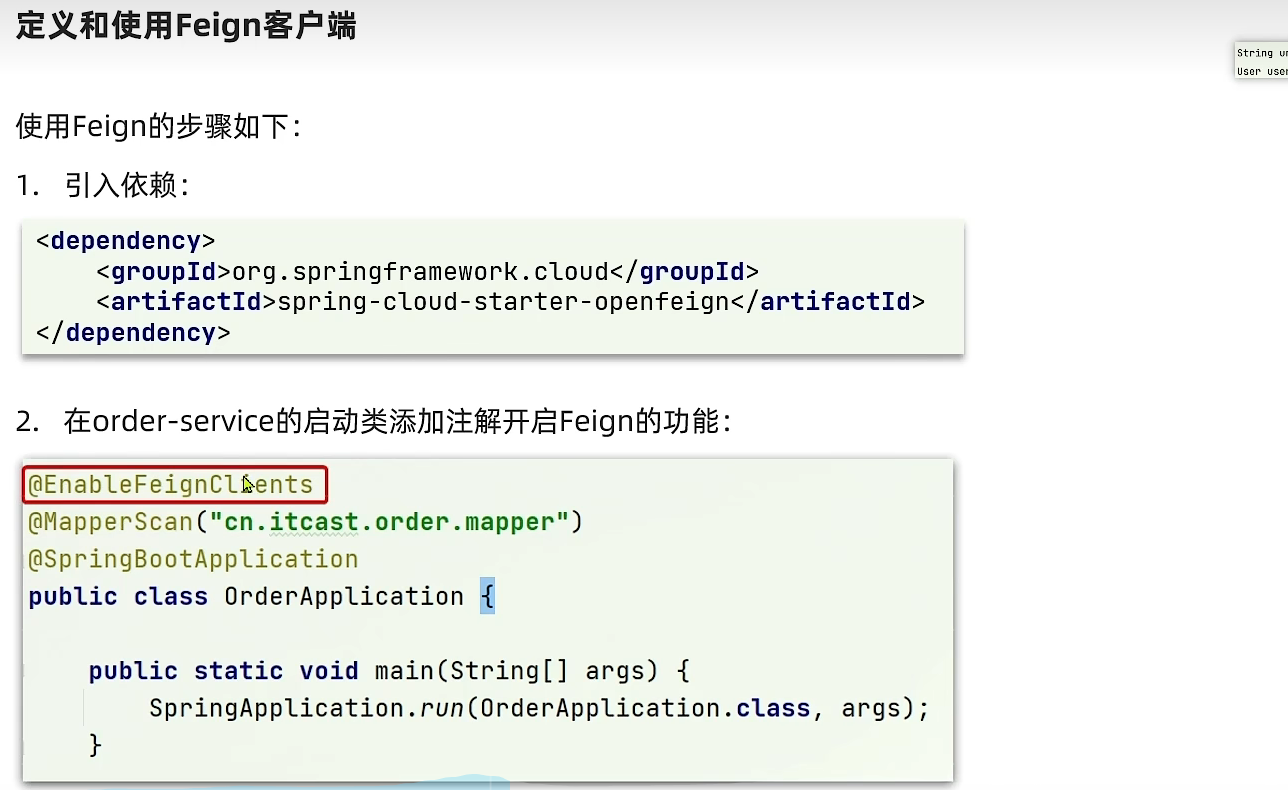 定义和使用Feign客户端
String
User
使用Feign的步骤如下：
1. 引入依赖：
<dependency>
    <groupId>org.springframework.cloud</groupId>
    <artifactId>spring-cloud-starter-openfeign</artifactId>
</dependency>
2. 在order-service的启动类添加注解开启Feign的功能：
@EnableFeignClients
@MapperScan("cn.itcast.order.mapper")
@SpringBootApplication
public class OrderApplication {
    public static void main(String[] args) {
        SpringApplication.run(OrderApplication.class, args);
    }